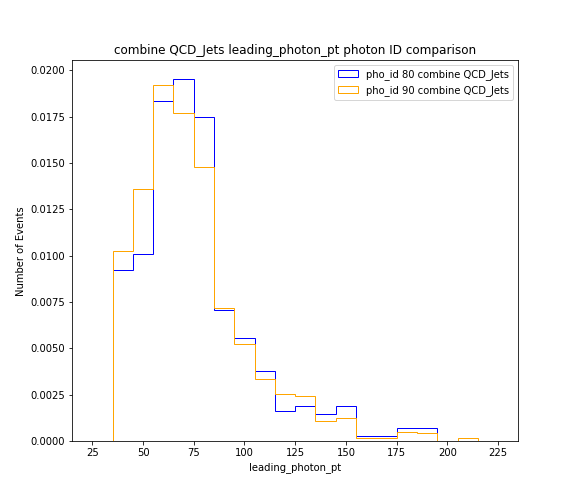 combine QCD_Jets leading_photon_pt photon ID comparison
pho_id 80 combine QCD_Jets
pho_id 90 combine QCD_Jets
Number of Events
0.0200
0.0175
0.0150
0.0125
0.0100
0.0075
0.0050
0.0025
0.0000
25 50 75 100 125 150 175 200 225
leading_photon_pt